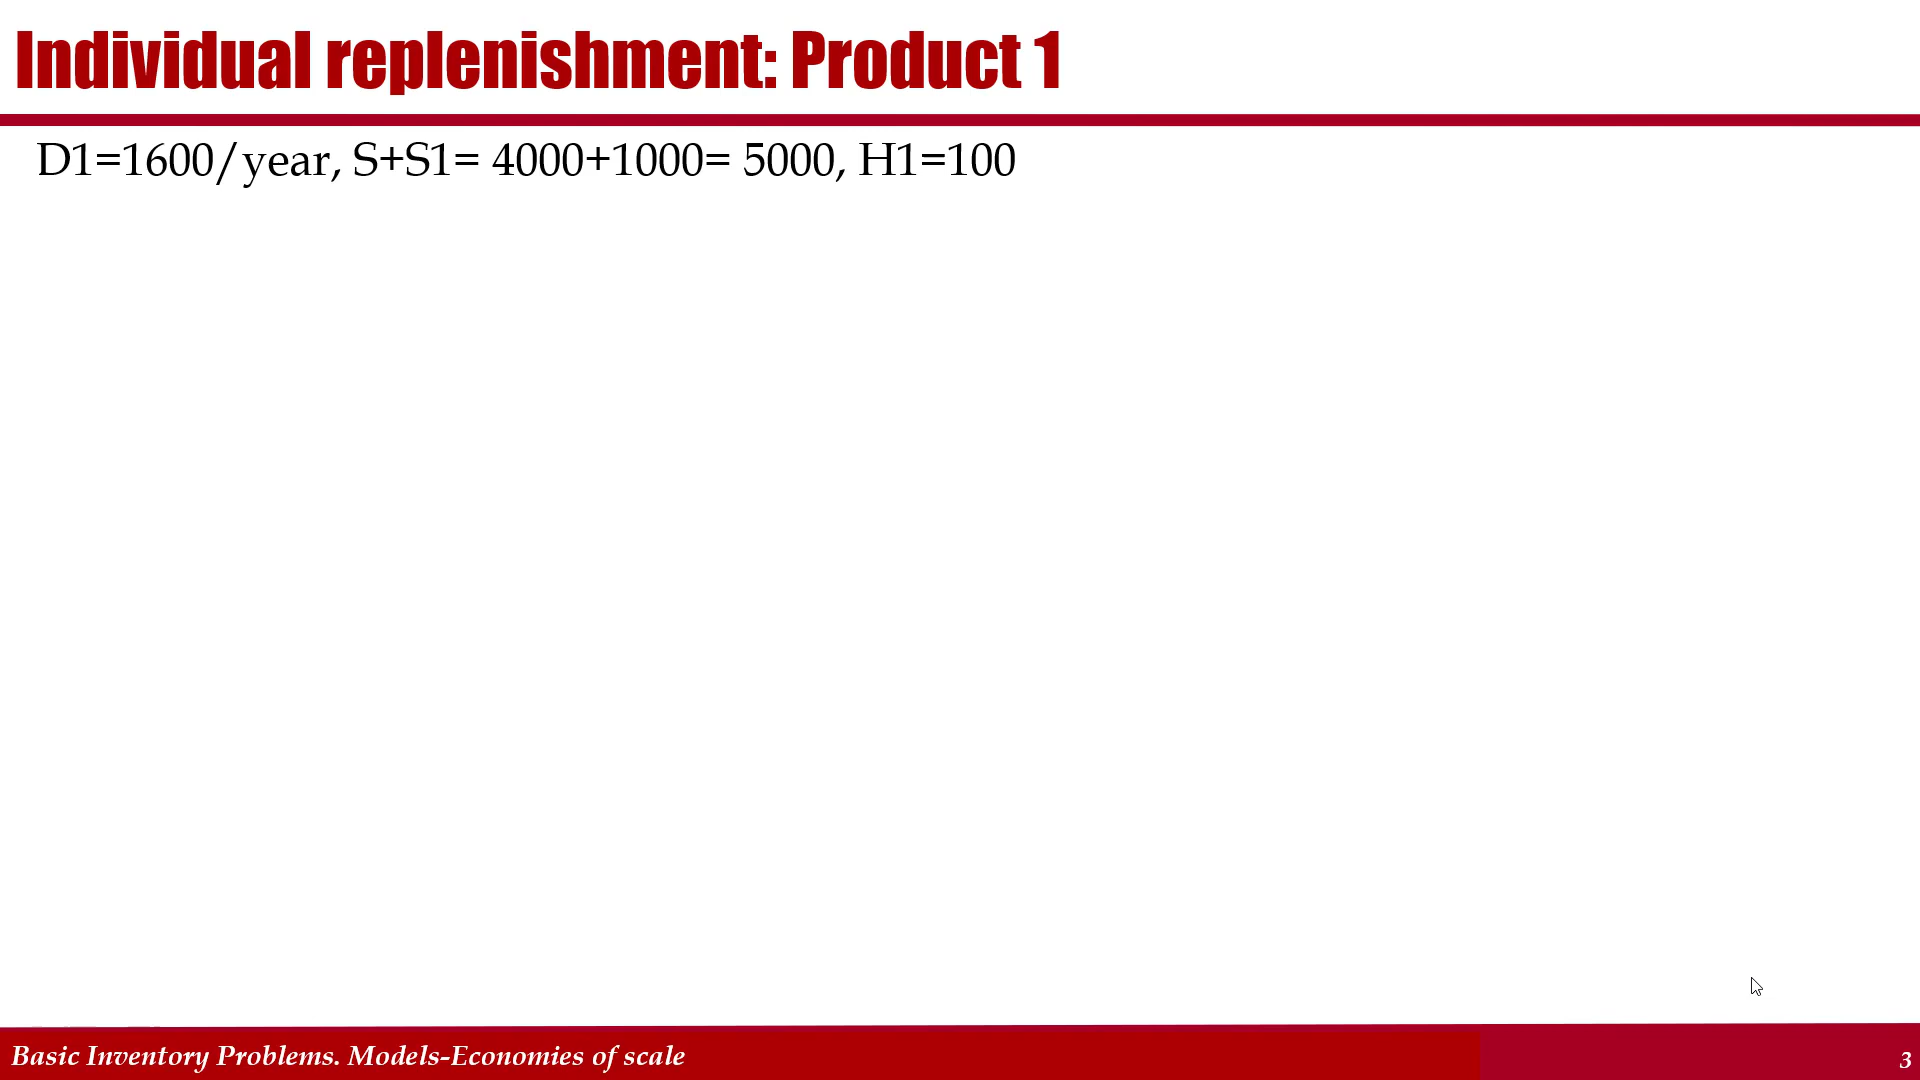 Individual replenishment: Product 1
D1=1600/year, S+S1= 4000+1000= 5000, H1=100
Basic Inventory Problems. Models-Economies of scale
3